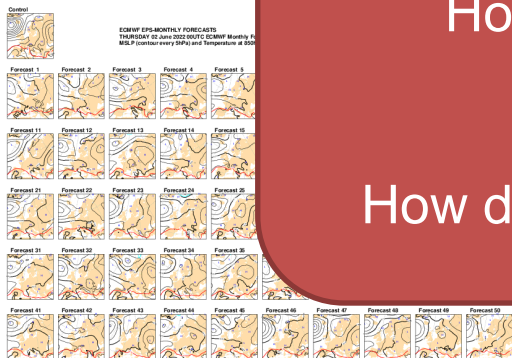 Control
ECMWF EPS-MONTHLY FORECASTS
THURSDAY 02 June 2022 00UTC ECMWF Monthly Fo
MSLP (contour every 5hPa) and Temperature at 850h
Ho
Forecast 1 Forecast 2 Forecast 3 Forecast 4 Forecast 5
Forecast 11 Forecast 12 Forecast 13 Forecast 14 Forecast 15
How d
Forecast 21 Forecast 22 Forecast 23 Forecast 24 Forecast 25
Forecast 31 Forecast 32 Forecast 33 Forecast 34 Forecast 35
Forecast 41 Forecast 42 Forecast 43 Forecast 44 Forecast 45 Forecast 46 Forecast 47 Forecast 48 Forecast 49 Forecast 50